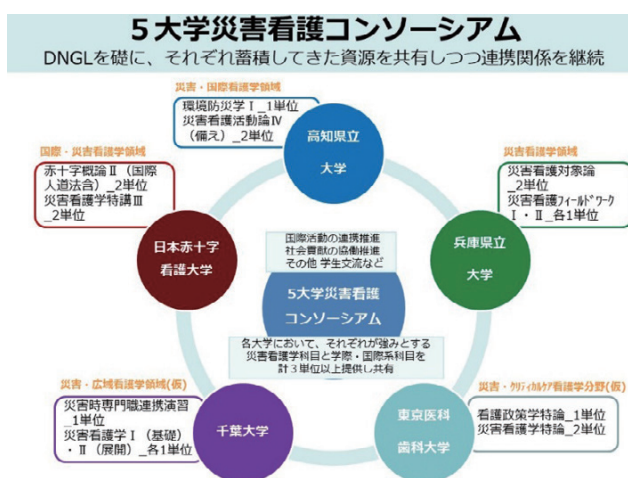 ５大学災害看護コンソーシアム
DNGLを礎に、それぞれ蓄積してきた資源を共有しつつ連携関係を継続
災害・国際看護学領域
環境防災学Ⅰ_1単位
災害看護活動論Ⅳ
（備え）_2単位
高知県立
大学
国際・災害看護学領域
赤十字概論Ⅱ（国際
人道法含）_2単位
災害看護学特講Ⅲ
_2単位
日本赤十字
看護大学
災害看護学領域
災害看護対象論
_2単位
災害看護ﾌｨｰﾙﾄﾞﾜｰｸ
Ⅰ・Ⅱ_各1単位
兵庫県立
大学
国際活動の連携推進
社会貢献の協働推進
その他 学生交流など
5大学災害看護
コンソーシアム
各大学において、それぞれが強みとする
災害看護学科目と学際・国際系科目を
計３単位以上提供し共有
災害・広域看護学領域(仮)
災害時専門職連携演習
_1単位
災害看護学Ⅰ（基礎）
・Ⅱ（展開）_各1単位
千葉大学
災害・ｸﾘﾃｨｶﾙｹｱ看護学分野(仮)
看護政策学特論_1単位
災害看護学特論_2単位
東京医科
歯科大学